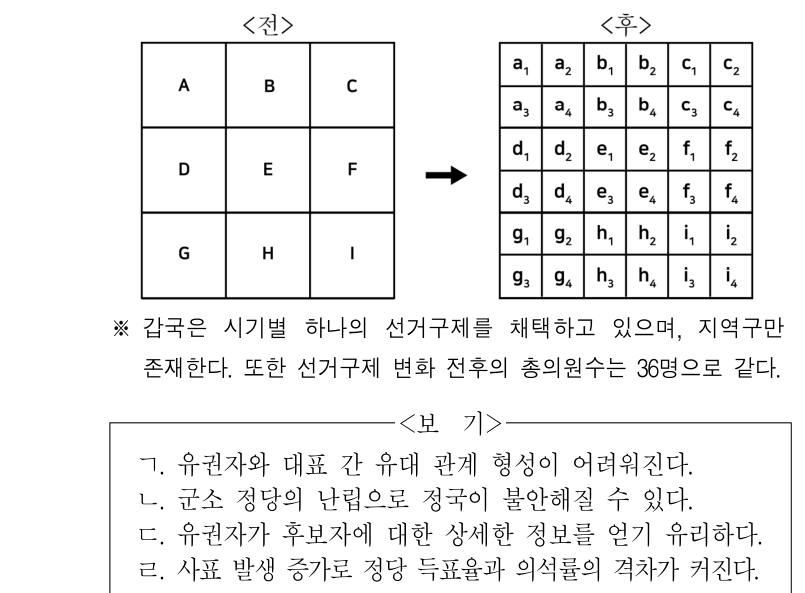 <전> <후>
A B C
D E F
G H I
a₁ a₂ b₁ b₂ c₁ c₂
a₃ a₄ b₃ b₄ c₃ c₄
d₁ d₂ e₁ e₂ f₁ f₂
d₃ d₄ e₃ e₄ f₃ f₄
g₁ g₂ h₁ h₂ i₁ i₂
g₃ g₄ h₃ h₄ i₃ i₄
※ 갑국은 시기별 하나의 선거구제를 채택하고 있으며, 지역구만
존재한다. 또한 선거구제 변화 전후의 총의원수는 36명으로 같다.
<보 기>
ㄱ. 유권자와 대표 간 유대 관계 형성이 어려워진다.
ㄴ. 군소 정당의 난립으로 정국이 불안해질 수 있다.
ㄷ. 유권자가 후보자에 대한 상세한 정보를 얻기 유리하다.
ㄹ. 사표 발생 증가로 정당 득표율과 의석률의 격차가 커진다.